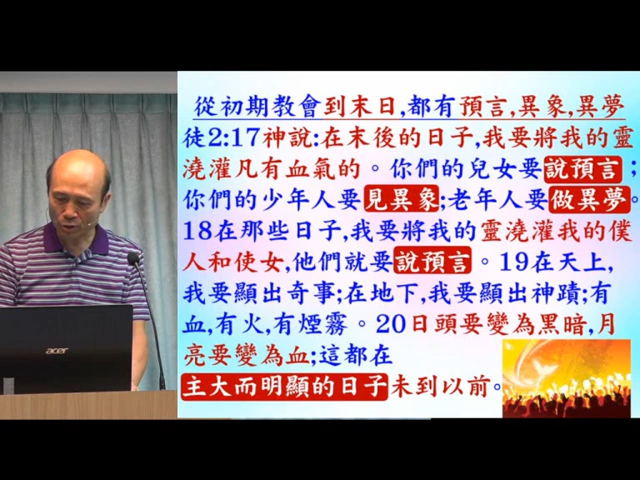 從初期教會到末日,都有預言,異象,異夢
徒2:17神說:在末後的日子,我要將我的靈
澆灌凡有血氣的。你們的兒女要說預言;
你們的少年人要見異象;老年人要做異夢。
18在那些日子,我要將我的靈澆灌我的僕
人和使女,他們就要說預言。19在天上,
我要顯出奇事;在地下,我要顯出神蹟;有
血,有火,有煙霧。20日頭要變為黑暗,月
亮要變為血;這都在
主大而明顯的日子未到以前。
acer